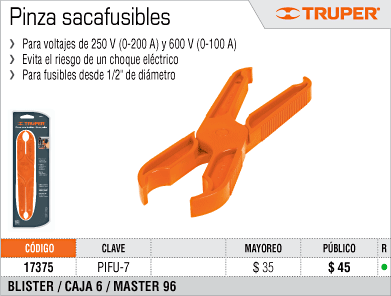 Pinza sacafusibles
TRUPER
Para voltajes de 250 V (0-200 A) y 600 V (0-100 A)
Evita el riesgo de un choque eléctrico
Para fusibles desde 1/2" de diámetro
TRUPER
CÓDIGO CLAVE MAYOREO PÚBLICO R
17375 PIFU-7 $ 35 $ 45
BLISTER / CAJA 6 / MASTER 96